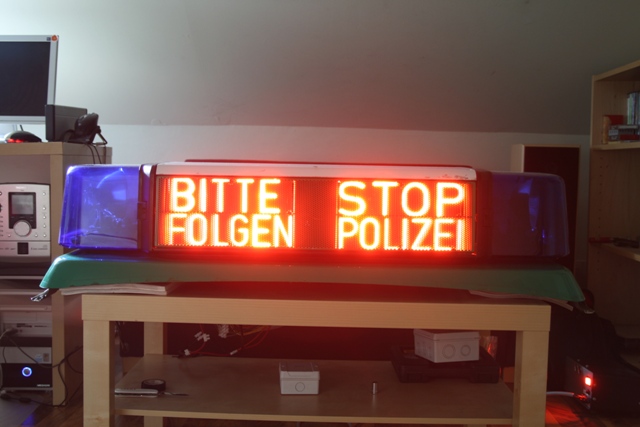 BITTE
FOLGEN
STOP
POLIZEI